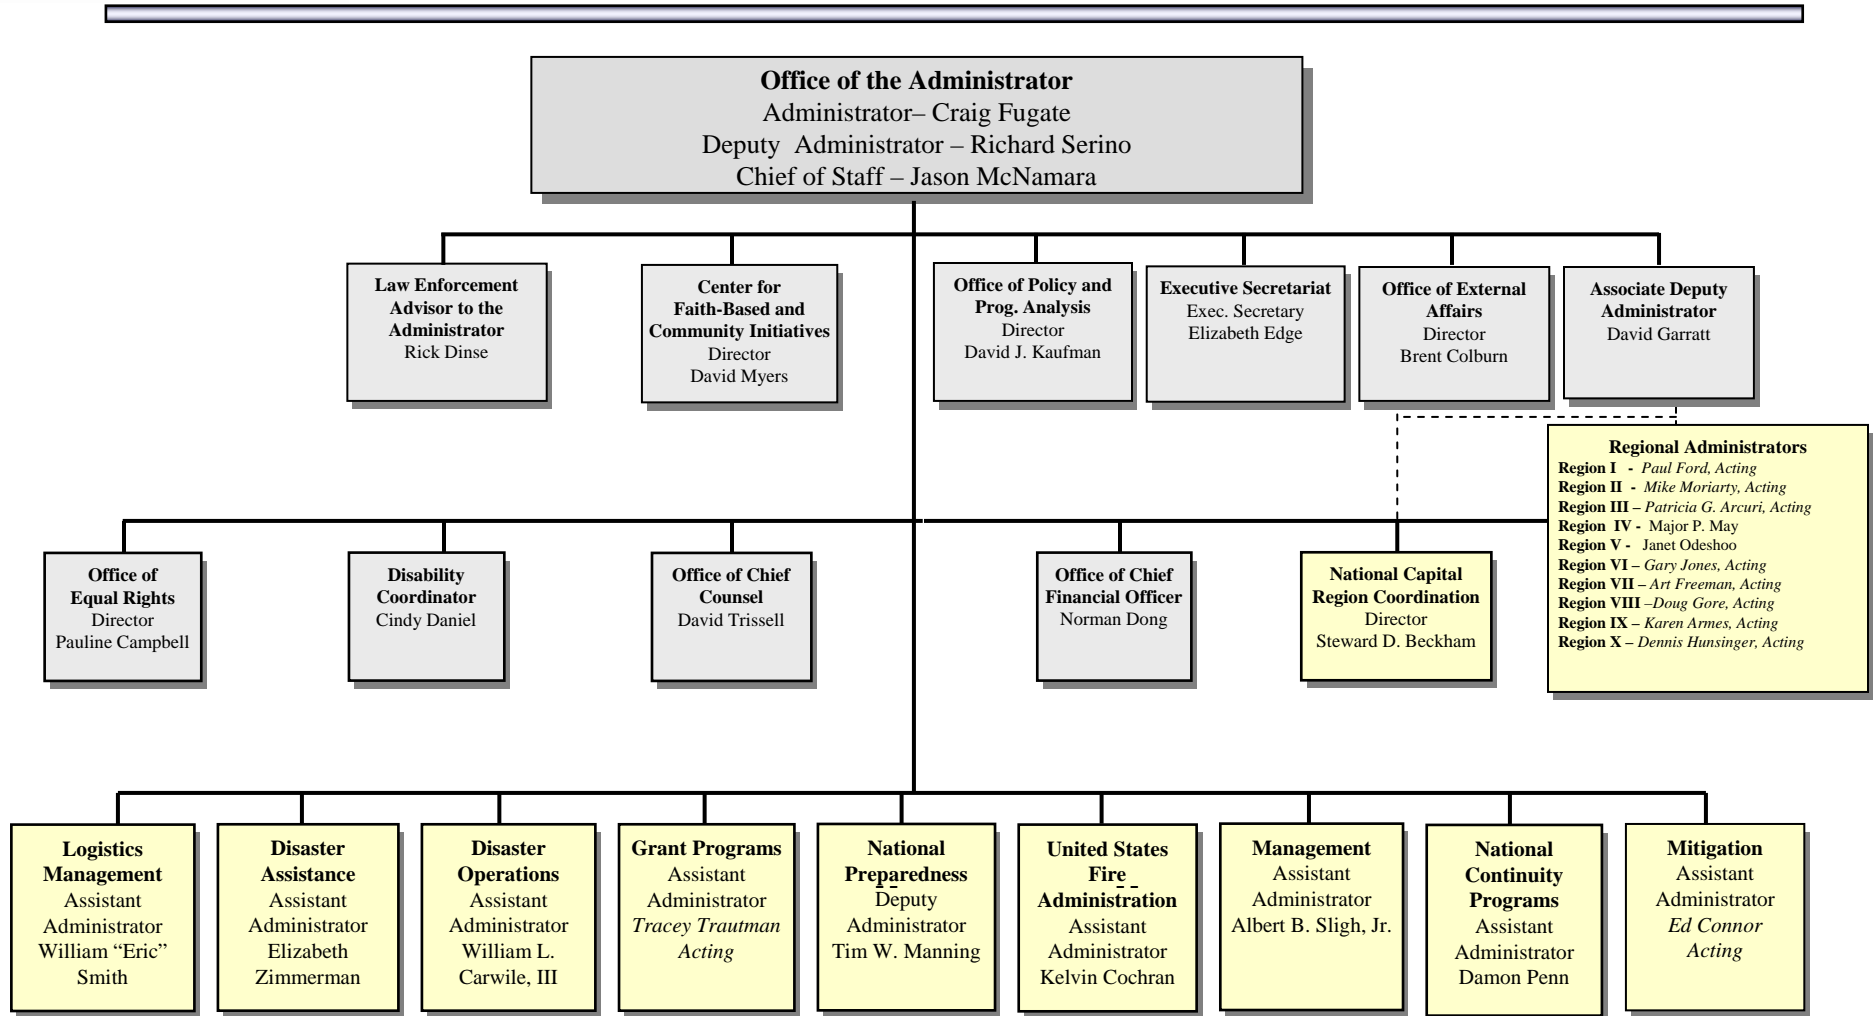 Office of the Administrator
Administrator– Craig Fugate
Deputy Administrator – Richard Serino
Chief of Staff – Jason McNamara
Law Enforcement
Advisor to the
Administrator
Rick Dinse
Center for
Faith-Based and
Community Initiatives
Director
David Myers
Office of Policy and
Prog. Analysis
Director
David J. Kaufman
Executive Secretariat
Exec. Secretary
Elizabeth Edge
Office of External
Affairs
Director
Brent Colburn
Associate Deputy
Administrator
David Garratt
Regional Administrators
Region I - Paul Ford, Acting
Region II - Mike Moriarty, Acting
Region III – Patricia G. Arcuri, Acting
Region IV - Major P. May
Region V - Janet Odeshoo
Region VI – Gary Jones, Acting
Region VII – Art Freeman, Acting
Region VIII –Doug Gore, Acting
Region IX – Karen Armes, Acting
Region X – Dennis Hunsinger, Acting
Office of
Equal Rights
Director
Pauline Campbell
Disability
Coordinator
Cindy Daniel
Office of Chief
Counsel
David Trissell
Office of Chief
Financial Officer
Norman Dong
National Capital
Region Coordination
Director
Steward D. Beckham
Logistics
Management
Assistant
Administrator
William “Eric”
Smith
Disaster
Assistance
Assistant
Administrator
Elizabeth
Zimmerman
Disaster
Operations
Assistant
Administrator
William L.
Carwile, III
Grant Programs
Assistant
Administrator
Tracey Trautman
Acting
National
Preparedness
Deputy
Administrator
Tim W. Manning
United States
Fire
Administration
Assistant
Administrator
Kelvin Cochran
Management
Assistant
Administrator
Albert B. Sligh, Jr.
National
Continuity
Programs
Assistant
Administrator
Damon Penn
Mitigation
Assistant
Administrator
Ed Connor
Acting